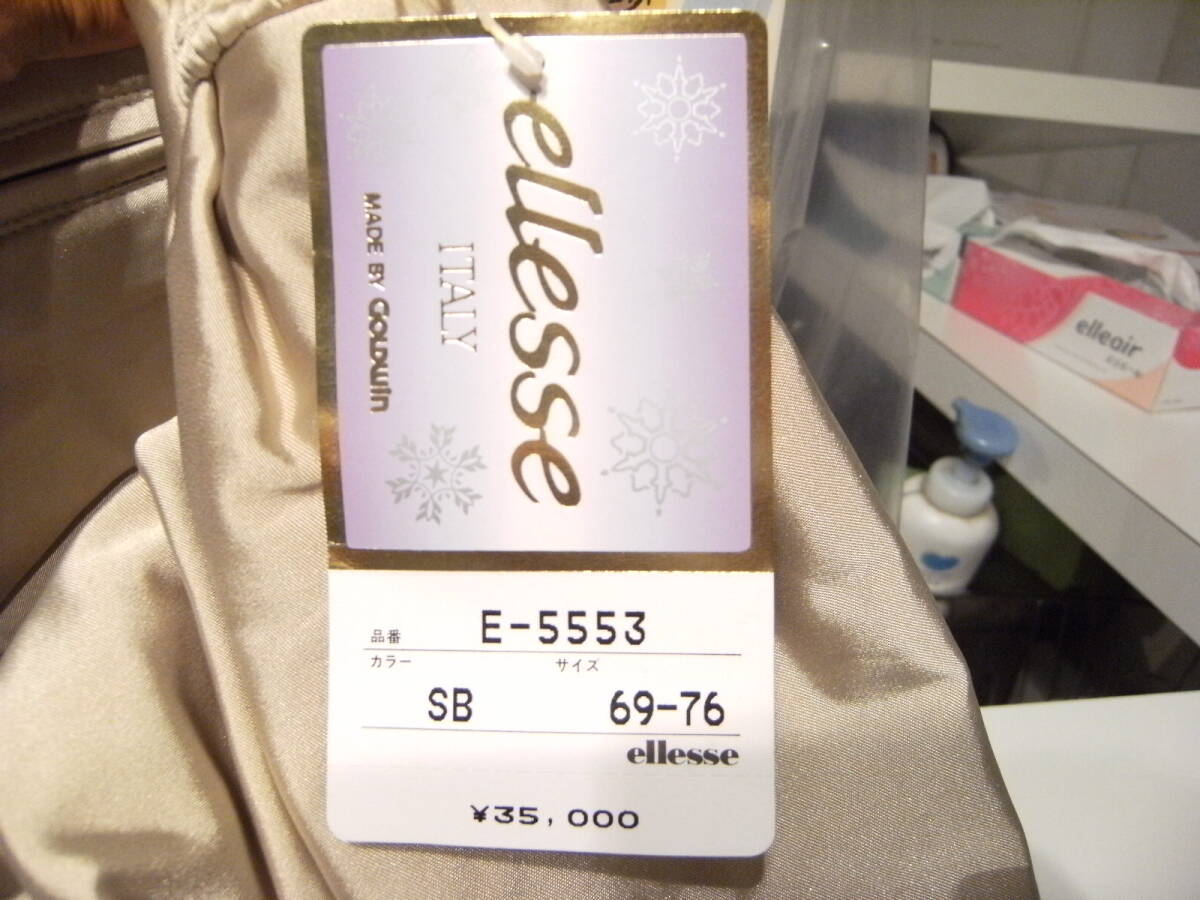 ellesse
ITALY
MADE BY GOLDWIN
品番 E-5553
カラー サイズ
SB 69-76
ellesse
¥35,000
elleair